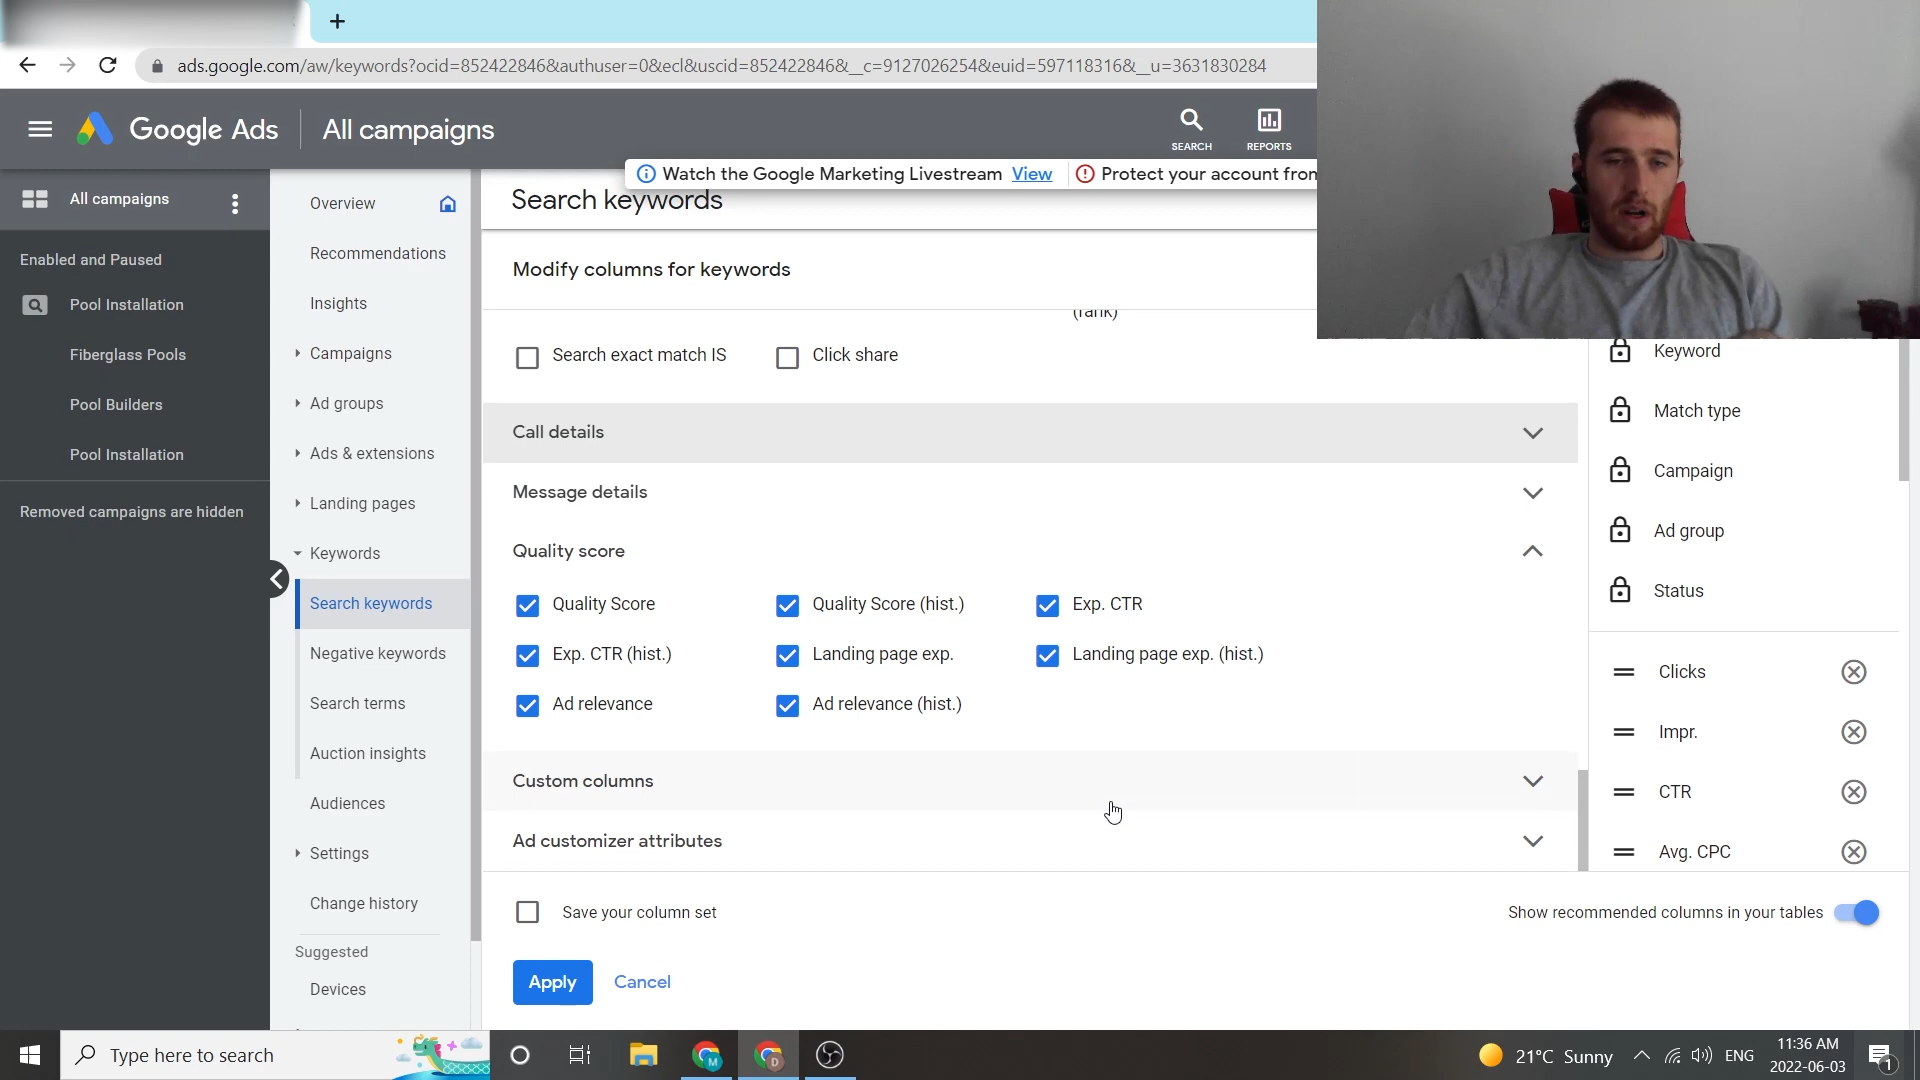 ads.google.com/aw/keywords?ocid=852422846&authuser=0&ecl&uscid=852422846&__c=9127026254&euid=597118316&__u=3631830284
Google Ads
All campaigns
SEARCH
REPORTS
Watch the Google Marketing Livestream View
Protect your account from
All campaigns
Enabled and Paused
Pool Installation
Fiberglass Pools
Pool Builders
Pool Installation
Removed campaigns are hidden
Overview
Recommendations
Insights
Campaigns
Ad groups
Ads & extensions
Landing pages
Keywords
Search keywords
Negative keywords
Search terms
Auction insights
Audiences
Settings
Change history
Suggested
Devices
Search keywords
Modify columns for keywords
(rank)
Search exact match IS
Click share
Call details
Message details
Quality score
Quality Score
Quality Score (hist.)
Exp. CTR
Exp. CTR (hist.)
Landing page exp.
Landing page exp. (hist.)
Ad relevance
Ad relevance (hist.)
Custom columns
Ad customizer attributes
Keyword
Match type
Campaign
Ad group
Status
Clicks
Impr.
CTR
Avg. CPC
Save your column set
Show recommended columns in your tables
Apply
Cancel
Type here to search
M
D
21°C Sunny
ENG
11:36 AM
2022-06-03
1